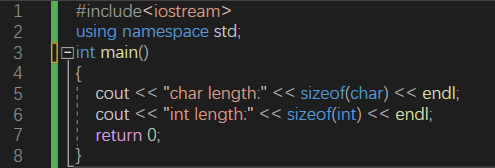 1 #include<iostream>
2 using namespace std;
3 int main()
4 {
5 cout << "char length:" << sizeof(char) << endl;
6 cout << "int length:" << sizeof(int) << endl;
7 return 0;
8 }